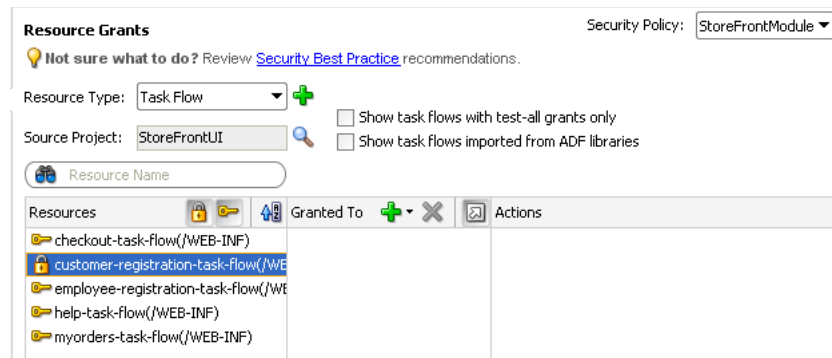 Resource Grants
Security Policy: StoreFrontModule
Not sure what to do? Review Security Best Practice recommendations.
Resource Type: Task Flow
Show task flows with test-all grants only
Source Project: StoreFrontUI
Show task flows imported from ADF libraries
Resource Name
Resources
Granted To
Actions
checkout-task-flow(/WEB-INF)
customer-registration-task-flow(/WE
employee-registration-task-flow(/WE
help-task-flow(/WEB-INF)
myorders-task-flow(/WEB-INF)